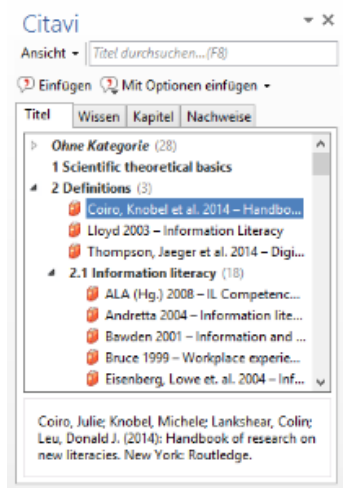 Citavi
Ansicht Titel durchsuchen...(F8)
Einfügen Mit Optionen einfügen
Titel Wissen Kapitel Nachweise
Ohne Kategorie (28)
1 Scientific theoretical basics
2 Definitions (3)
Coiro, Knobel et al. 2014 – Handbo...
Lloyd 2003 – Information Literacy
Thompson, Jaeger et al. 2014 – Digi...
2.1 Information literacy (18)
ALA (Hg.) 2008 – IL Competenc...
Andretta 2004 – Information lite...
Bawden 2001 – Information and ...
Bruce 1999 – Workplace experie...
Eisenberg, Lowe et. al. 2004 – Inf...
Coiro, Julie; Knobel, Michele; Lankshear, Colin;
Leu, Donald J. (2014): Handbook of research on
new literacies. New York: Routledge.